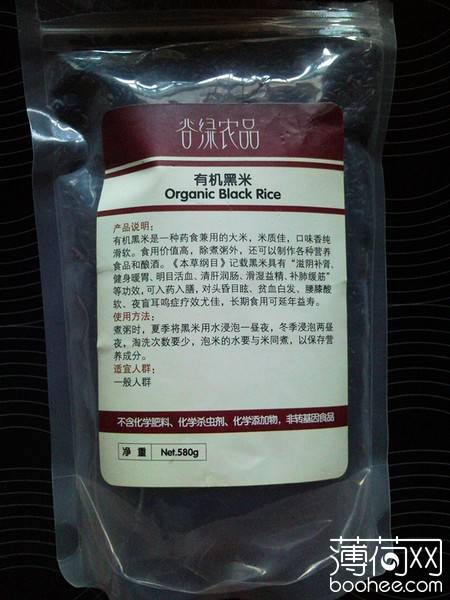 谷绿农品
有机黑米
Organic Black Rice
产品说明：
有机黑米是一种药食兼用的大米，米质佳，口味香纯
滑软。食用价值高，除煮粥外，还可以制作各种营养
食品和酿酒。《本草纲目》记载黑米具有“滋阴补肾，
健身暖胃、明目活血、清肝润肠、滑湿益精、补肺缓筋”
等功效，可入药入膳，对头昏目眩、贫血白发、腰膝酸
软、夜盲耳鸣症疗效尤佳，长期食用可延年益寿。
使用方法：
煮粥时，夏季将黑米用水浸泡一昼夜，冬季浸泡两昼
夜，淘洗次数要少，泡米的水要与米同煮，以保存营
养成分。
适宜人群：
一般人群
不含化学肥料、化学杀虫剂、化学添加物，非转基因食品
净 重 Net.580g
薄荷网
boohee.com